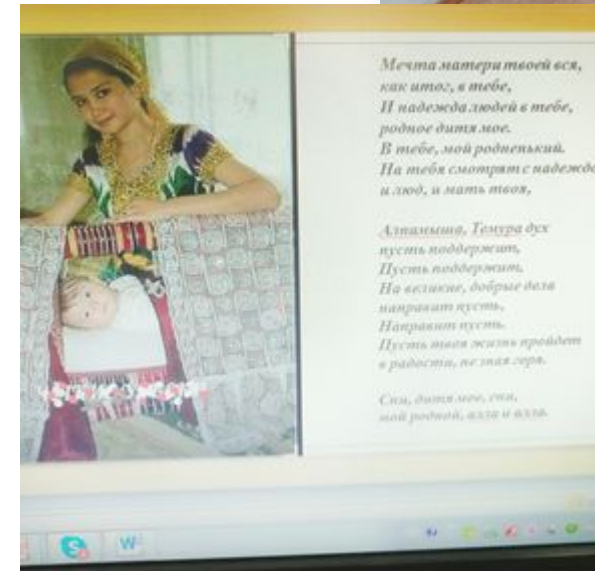 Мечта матери твоей вся,
как итог, в тебе,
И надежда людей в тебе,
родное дитя мое.
В тебе, мой родненький.
На тебя смотрят с надеждо
и люд, и мать твоя,
Алпамыша, Темура дух
пусть поддержит,
Пусть поддержит,
На великие, добрые дела
направит пусть,
Направит пусть.
Пусть твоя жизнь пройдет
в радости, не зная горя.
Спи, дитя мое, спи,
мой родной, алла и алла.
S
W